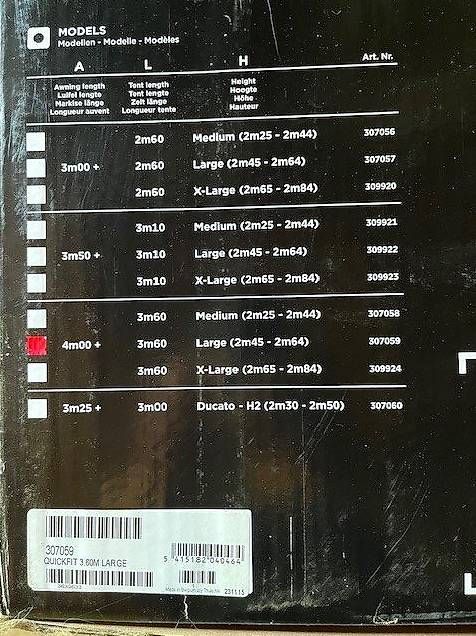 MODELS
Modellen - Modelle - Modèles
A L H Art. Nr.
Awning length Tent length Height
Luifel lengte Tent lengte Hoogte
Markise länge Zelt länge Höhe
Longueur auvent Longueur tente Hauteur
2m60 Medium (2m25 - 2m44) 307056
3m00 + 2m60 Large (2m45 - 2m64) 307057
2m60 X-Large (2m65 - 2m84) 309920
3m10 Medium (2m25 - 2m44) 309921
3m50 + 3m10 Large (2m45 - 2m64) 309922
3m10 X-Large (2m65 - 2m84) 309923
3m60 Medium (2m25 - 2m44) 307058
4m00 + 3m60 Large (2m45 - 2m64) 307059
3m60 X-Large (2m65 - 2m84) 309924
3m25 + 3m00 Ducato - H2 (2m30 - 2m50) 307060
307059
QUICKFIT 3.60M LARGE
5 415182 040464
Made in 231115